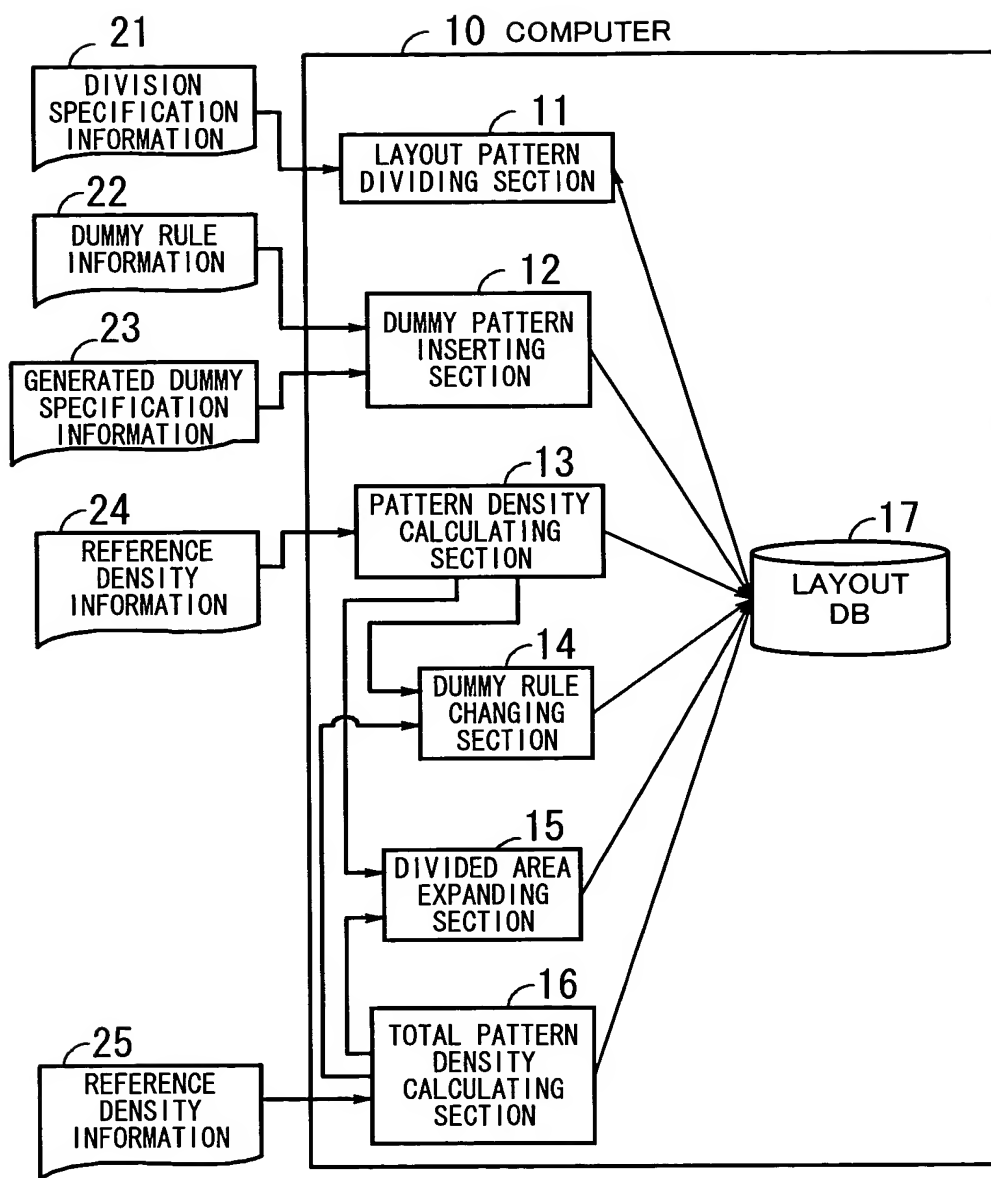 10 COMPUTER
21
DIVISION
SPECIFICATION
INFORMATION
11
LAYOUT PATTERN
DIVIDING SECTION
22
DUMMY RULE
INFORMATION
12
DUMMY PATTERN
INSERTING
SECTION
23
GENERATED DUMMY
SPECIFICATION
INFORMATION
13
PATTERN DENSITY
CALCULATING
SECTION
24
REFERENCE
DENSITY
INFORMATION
17
LAYOUT
DB
14
DUMMY RULE
CHANGING
SECTION
15
DIVIDED AREA
EXPANDING
SECTION
16
TOTAL PATTERN
DENSITY
CALCULATING
SECTION
25
REFERENCE
DENSITY
INFORMATION